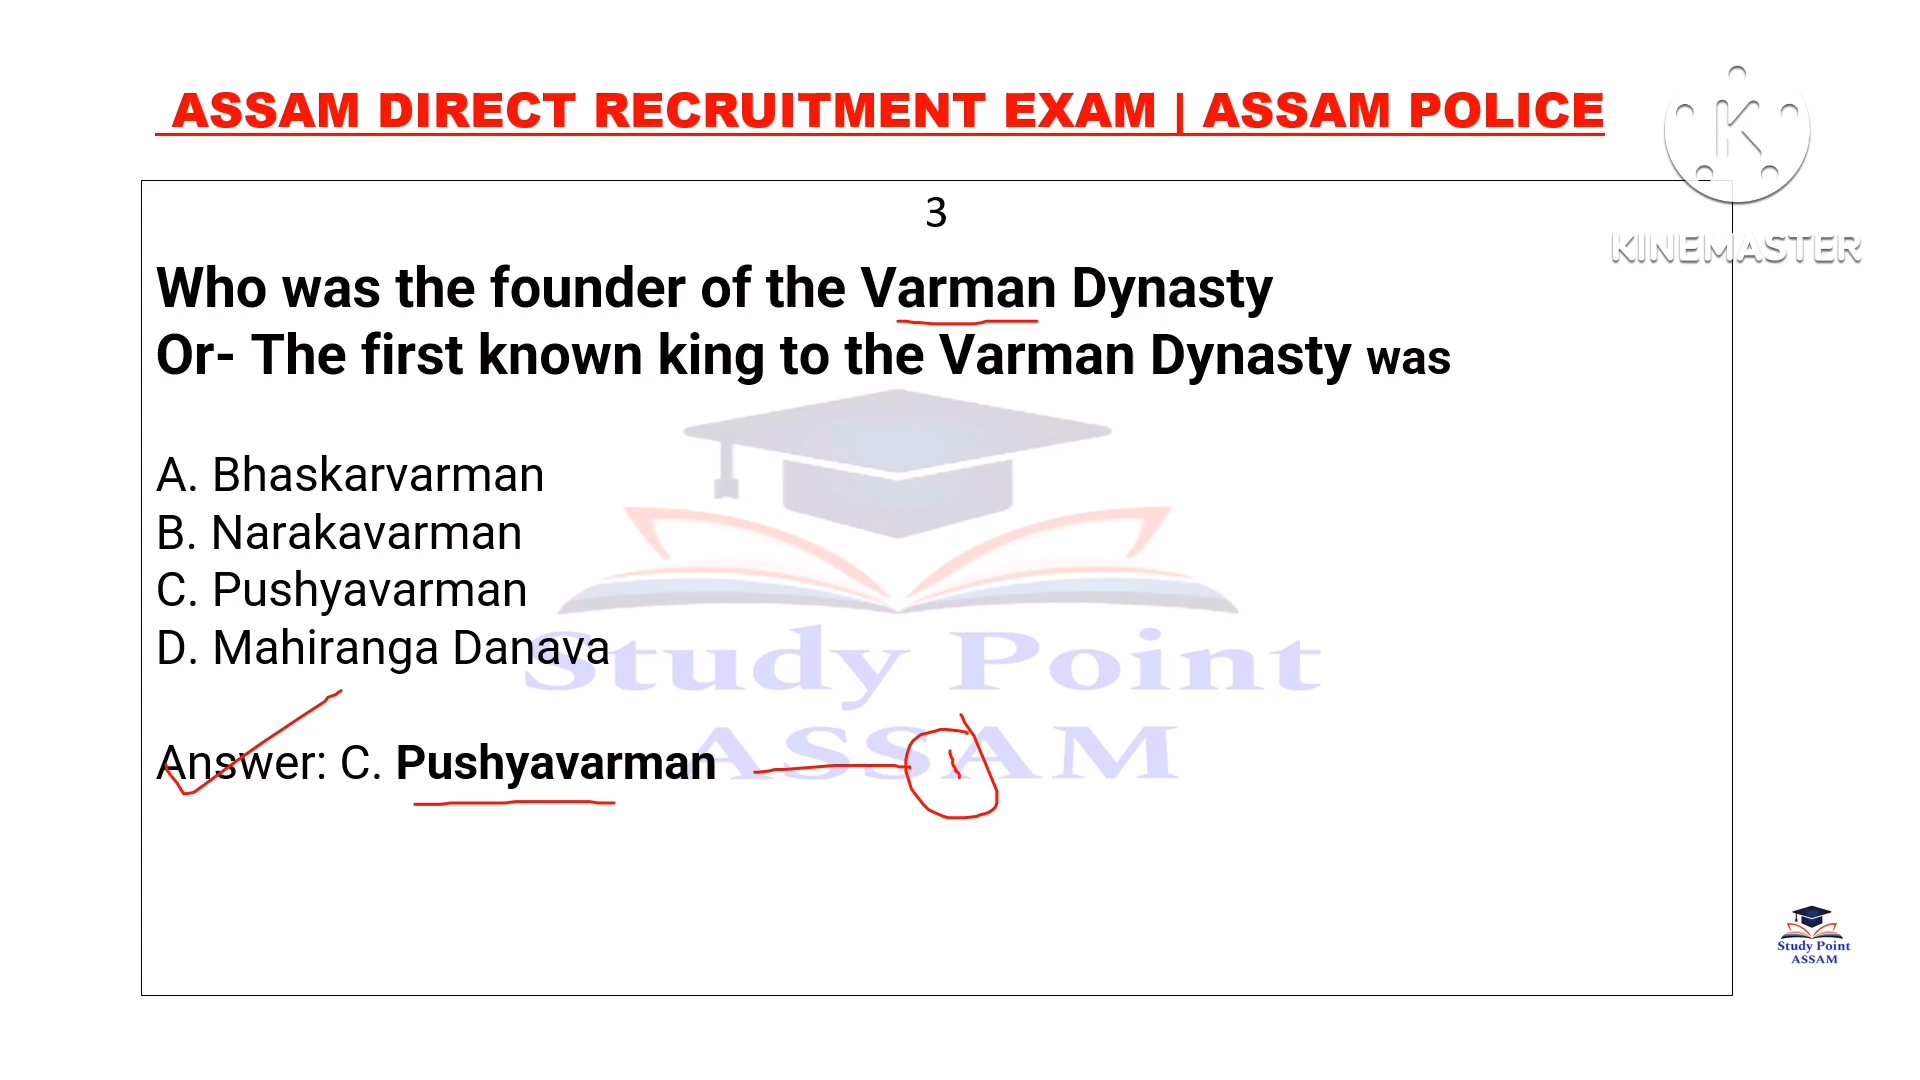 ASSAM DIRECT RECRUITMENT EXAM | ASSAM POLICE
K
KINEMASTER
3
Who was the founder of the Varman Dynasty
Or- The first known king to the Varman Dynasty was
A. Bhaskarvarman
B. Narakavarman
C. Pushyavarman
D. Mahiranga Danava
Study Point
ASSAM
Answer: C. Pushyavarman
1
Study Point
ASSAM